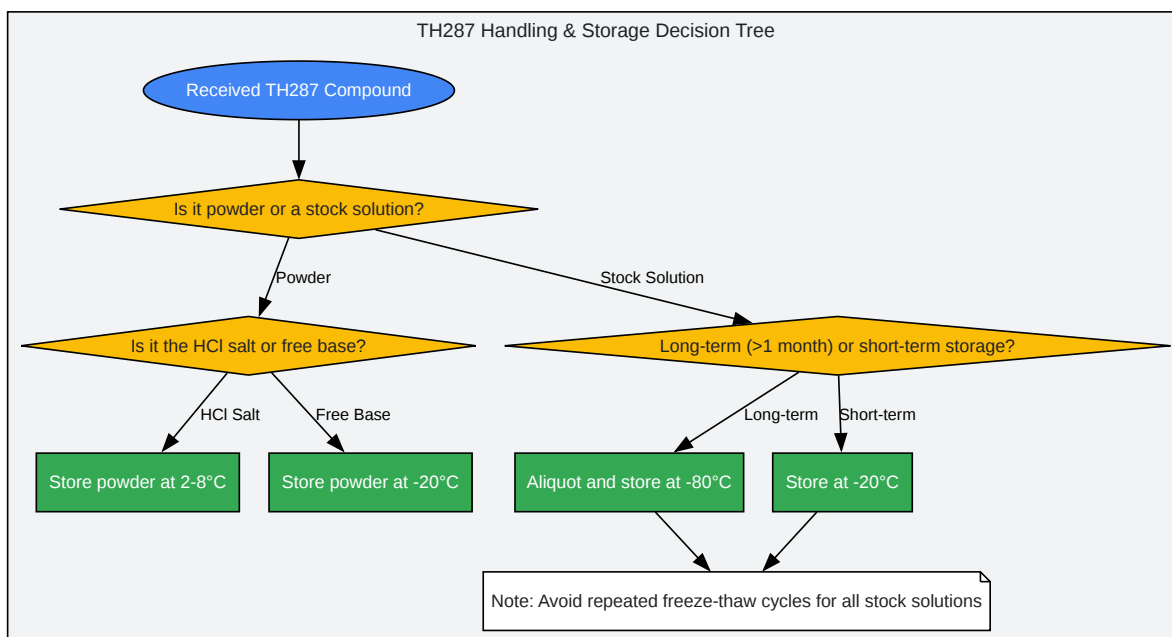 TH287 Handling & Storage Decision Tree
Received TH287 Compound
Is it powder or a stock solution?
Powder
Stock Solution
Is it the HCl salt or free base?
Long-term (>1 month) or short-term storage?
HCl Salt
Free Base
Long-term
Short-term
Store powder at 2-8°C
Store powder at -20°C
Aliquot and store at -80°C
Store at -20°C
Note: Avoid repeated freeze-thaw cycles for all stock solutions